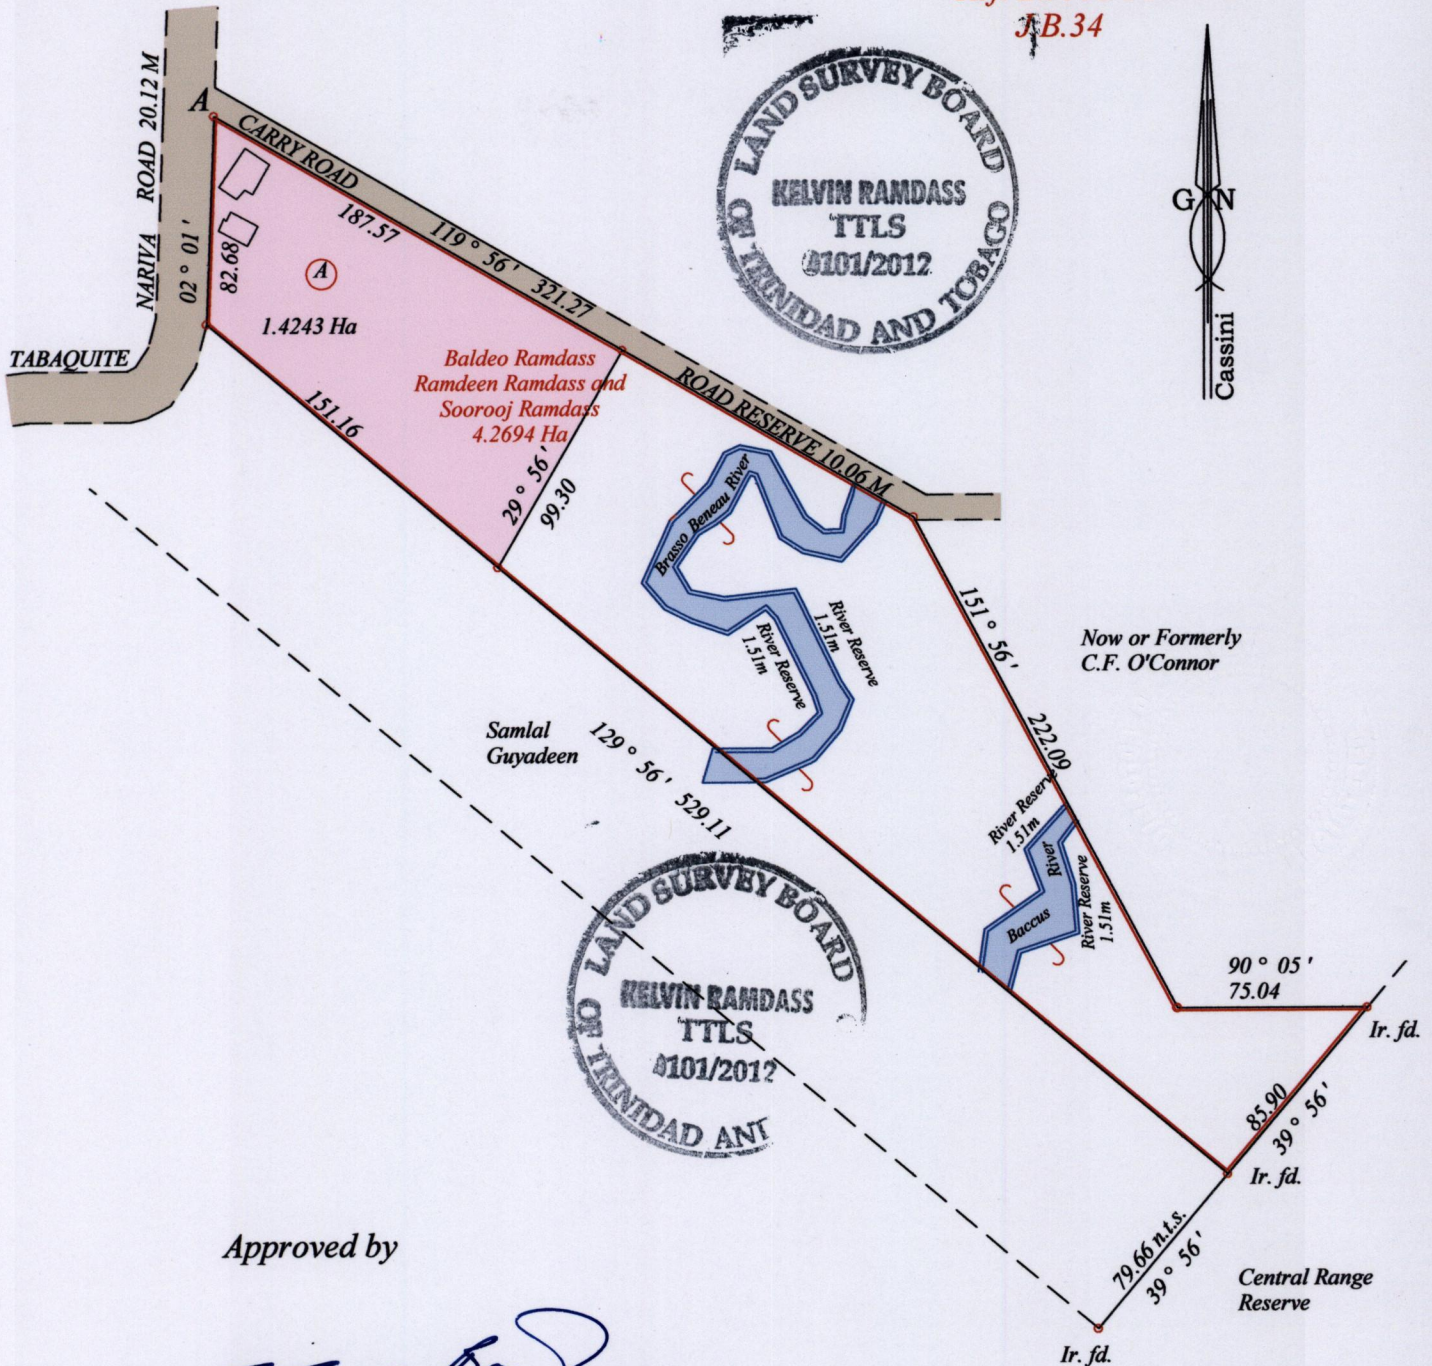 J.B.34
LAND SURVEY BOARD
OF TRINIDAD AND TOBAGO
KELVIN RAMDASS
TTLS
0101/2012
G N
Cassini
NARIVA ROAD 20.12 M
A
CARRY ROAD
187.57
119° 56' 321.27
02° 01'
82.68
A
1.4243 Ha
TABAQUITE
Baldeo Ramdass
Ramdeen Ramdass and
Soorooj Ramdass
4.2694 Ha
ROAD RESERVE 10.06 M
151.16
29° 56'
99.30
Brasso Beneau River
River Reserve
1.51m
River Reserve
1.51m
151° 56'
222.09
Now or Formerly
C.F. O'Connor
Samlal
Guyadeen
129° 56' 529.11
River Reserve
1.51m
Baccus River
River Reserve
1.51m
LAND SURVEY BOARD
OF TRINIDAD AND
KELVIN RAMDASS
TTLS
0101/2012
90° 05'
75.04
Ir. fd.
85.90
39° 56'
Ir. fd.
79.66 n.t.s.
39° 56'
Central Range
Reserve
Ir. fd.
Approved by